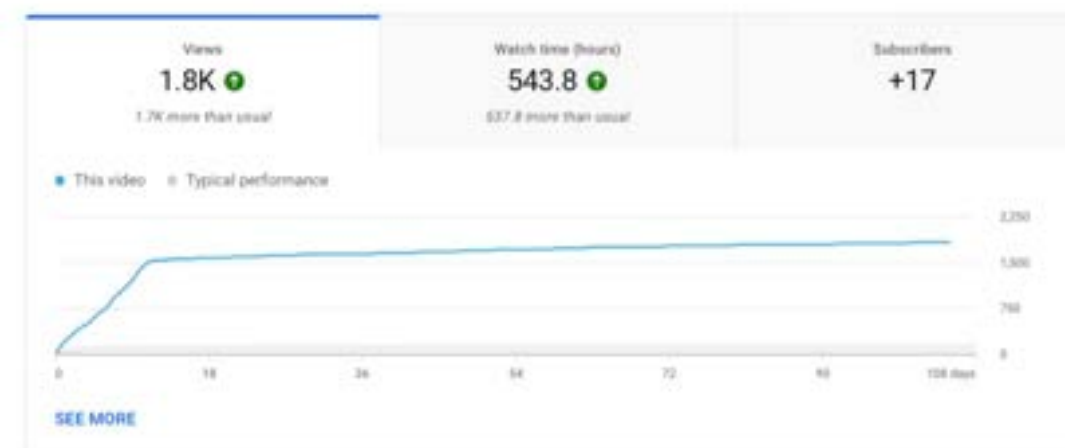 Views
1.8K
1.7K more than usual
Watch time (hours)
543.8
537.8 more than usual
Subscribers
+17
This video
Typical performance
2,250
1,500
750
0
0
18
36
54
72
90
108 days
SEE MORE